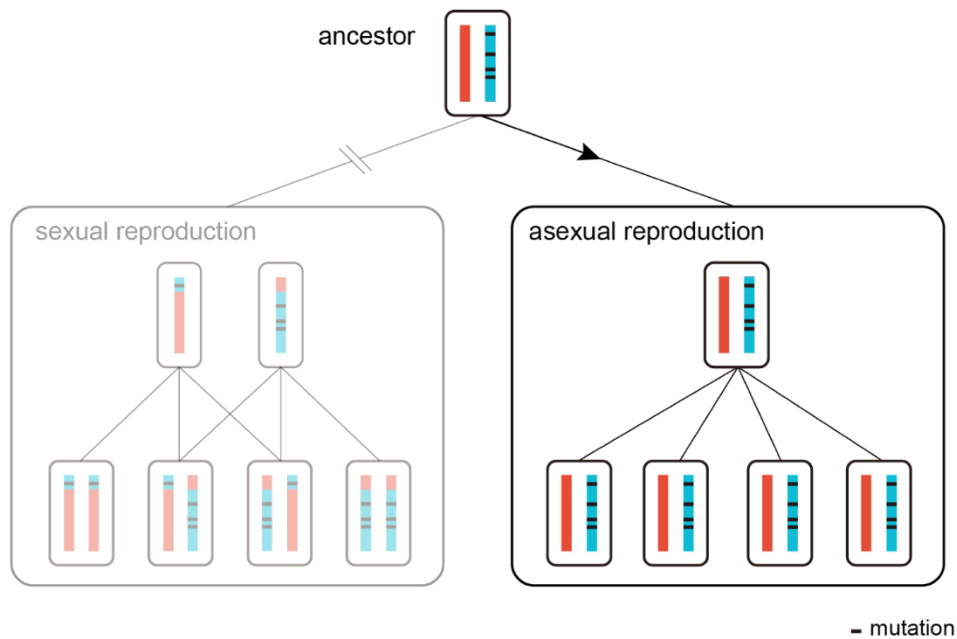 ancestor
sexual reproduction
asexual reproduction
mutation